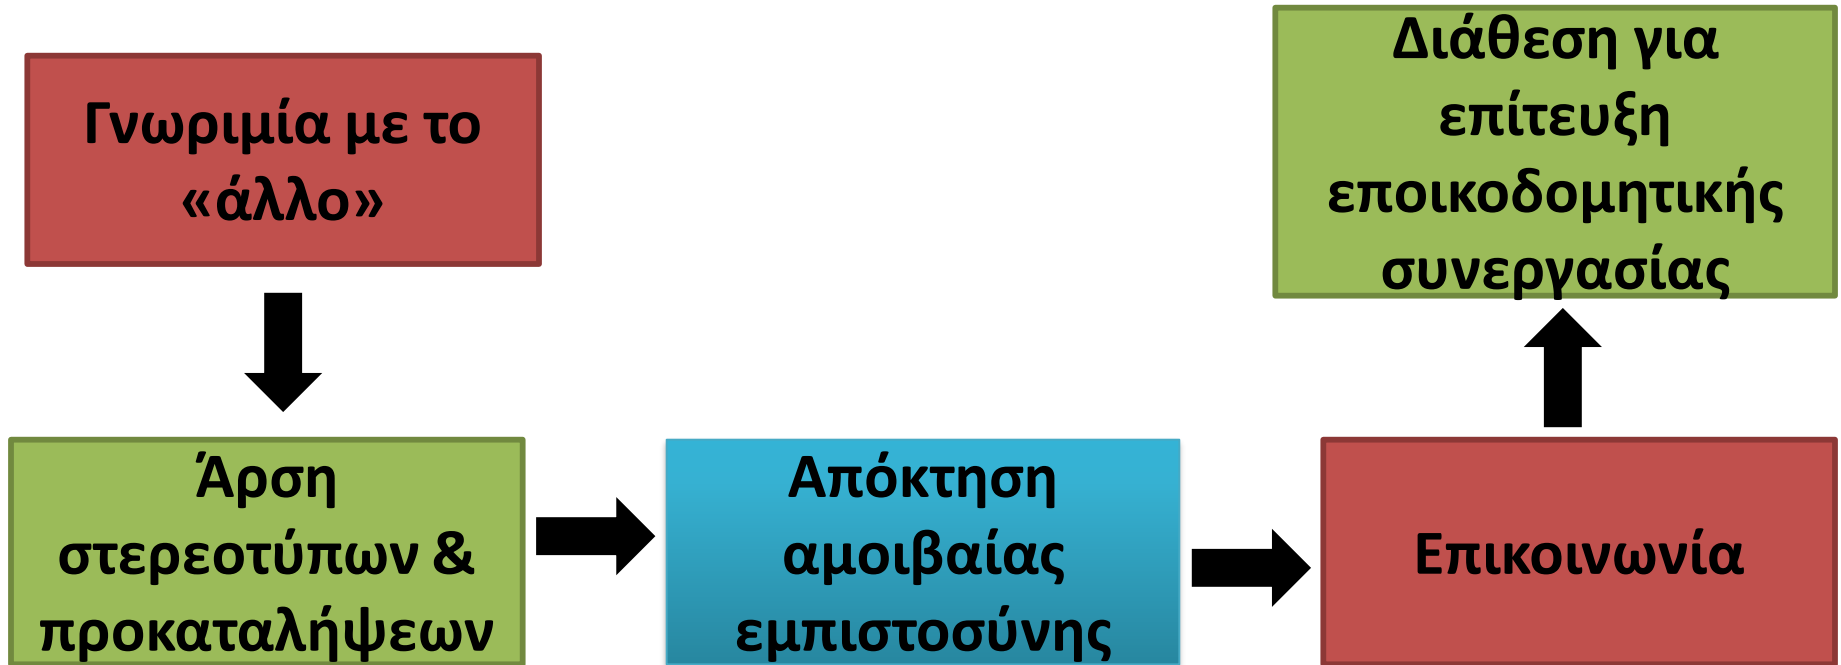 Γνωριμία με το
«άλλο»
Άρση
στερεοτύπων &
προκαταλήψεων
Απόκτηση
αμοιβαίας
εμπιστοσύνης
Επικοινωνία
Διάθεση για
επίτευξη
εποικοδομητικής
συνεργασίας